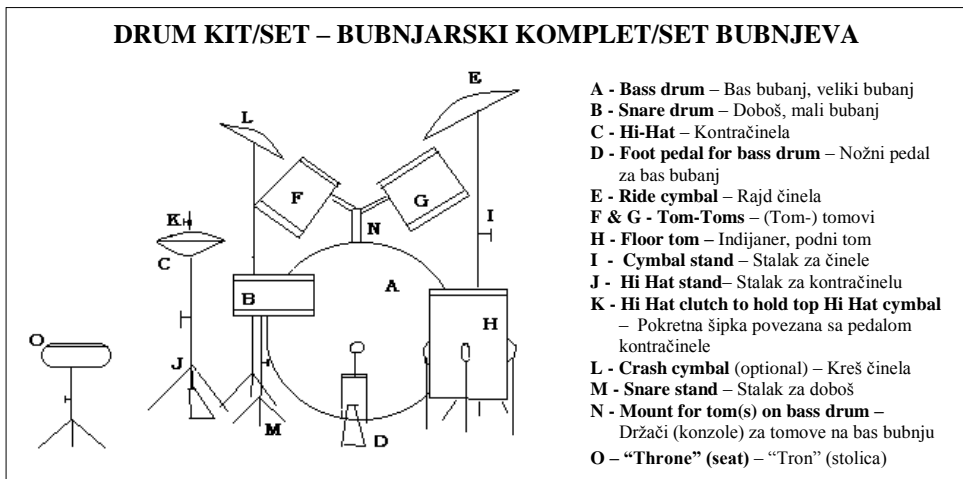 DRUM KIT/SET – BUBNJARSKI KOMPLET/SET BUBNJEVA
E
L
F
G
K
I
N
C
B
A
H
O
J
M
D
A - Bass drum – Bas bubanj, veliki bubanj
B - Snare drum – Doboš, mali bubanj
C - Hi-Hat – Kontračinela
D - Foot pedal for bass drum – Nožni pedal
za bas bubanj
E - Ride cymbal – Rajd činela
F & G - Tom-Toms – (Tom-) tomovi
H - Floor tom – Indijaner, podni tom
I - Cymbal stand – Stalak za činele
J - Hi Hat stand– Stalak za kontračinelu
K - Hi Hat clutch to hold top Hi Hat cymbal
– Pokretna šipka povezana sa pedalom
kontračinele
L - Crash cymbal (optional) – Kreš činela
M - Snare stand – Stalak za doboš
N - Mount for tom(s) on bass drum –
Držači (konzole) za tomove na bas bubnju
O – “Throne” (seat) – “Tron” (stolica)